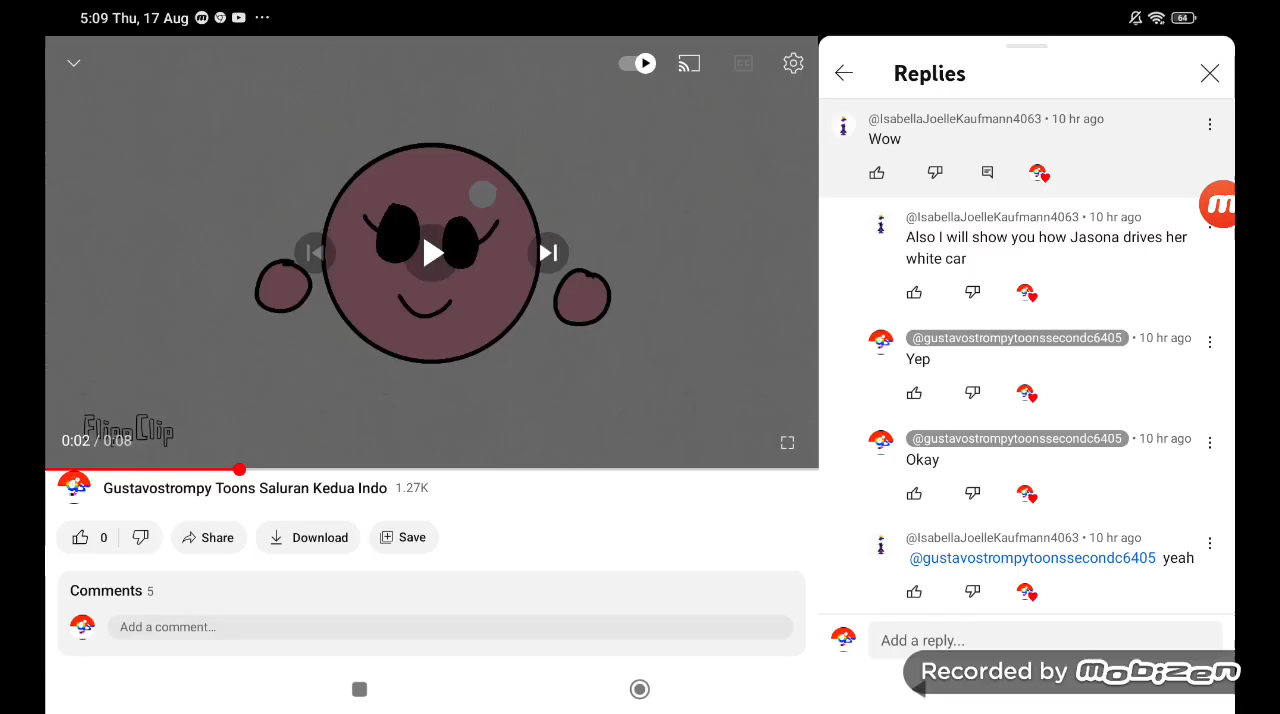 5:09 Thu, 17 Aug
64
CC
Replies
@IsabellaJoelleKaufmann4063 • 10 hr ago
Wow
@IsabellaJoelleKaufmann4063 • 10 hr ago
Also I will show you how Jasona drives her
white car
@gustavostrompytoonssecondc6405 • 10 hr ago
Yep
@gustavostrompytoonssecondc6405 • 10 hr ago
Okay
@IsabellaJoelleKaufmann4063 • 10 hr ago
@gustavostrompytoonssecondc6405 yeah
Add a reply...
FlipaClip
0:02 / 0:08
Gustavostrompy Toons Saluran Kedua Indo 1.27K
0 Share Download Save
Comments 5
Add a comment...
Recorded by mobizen